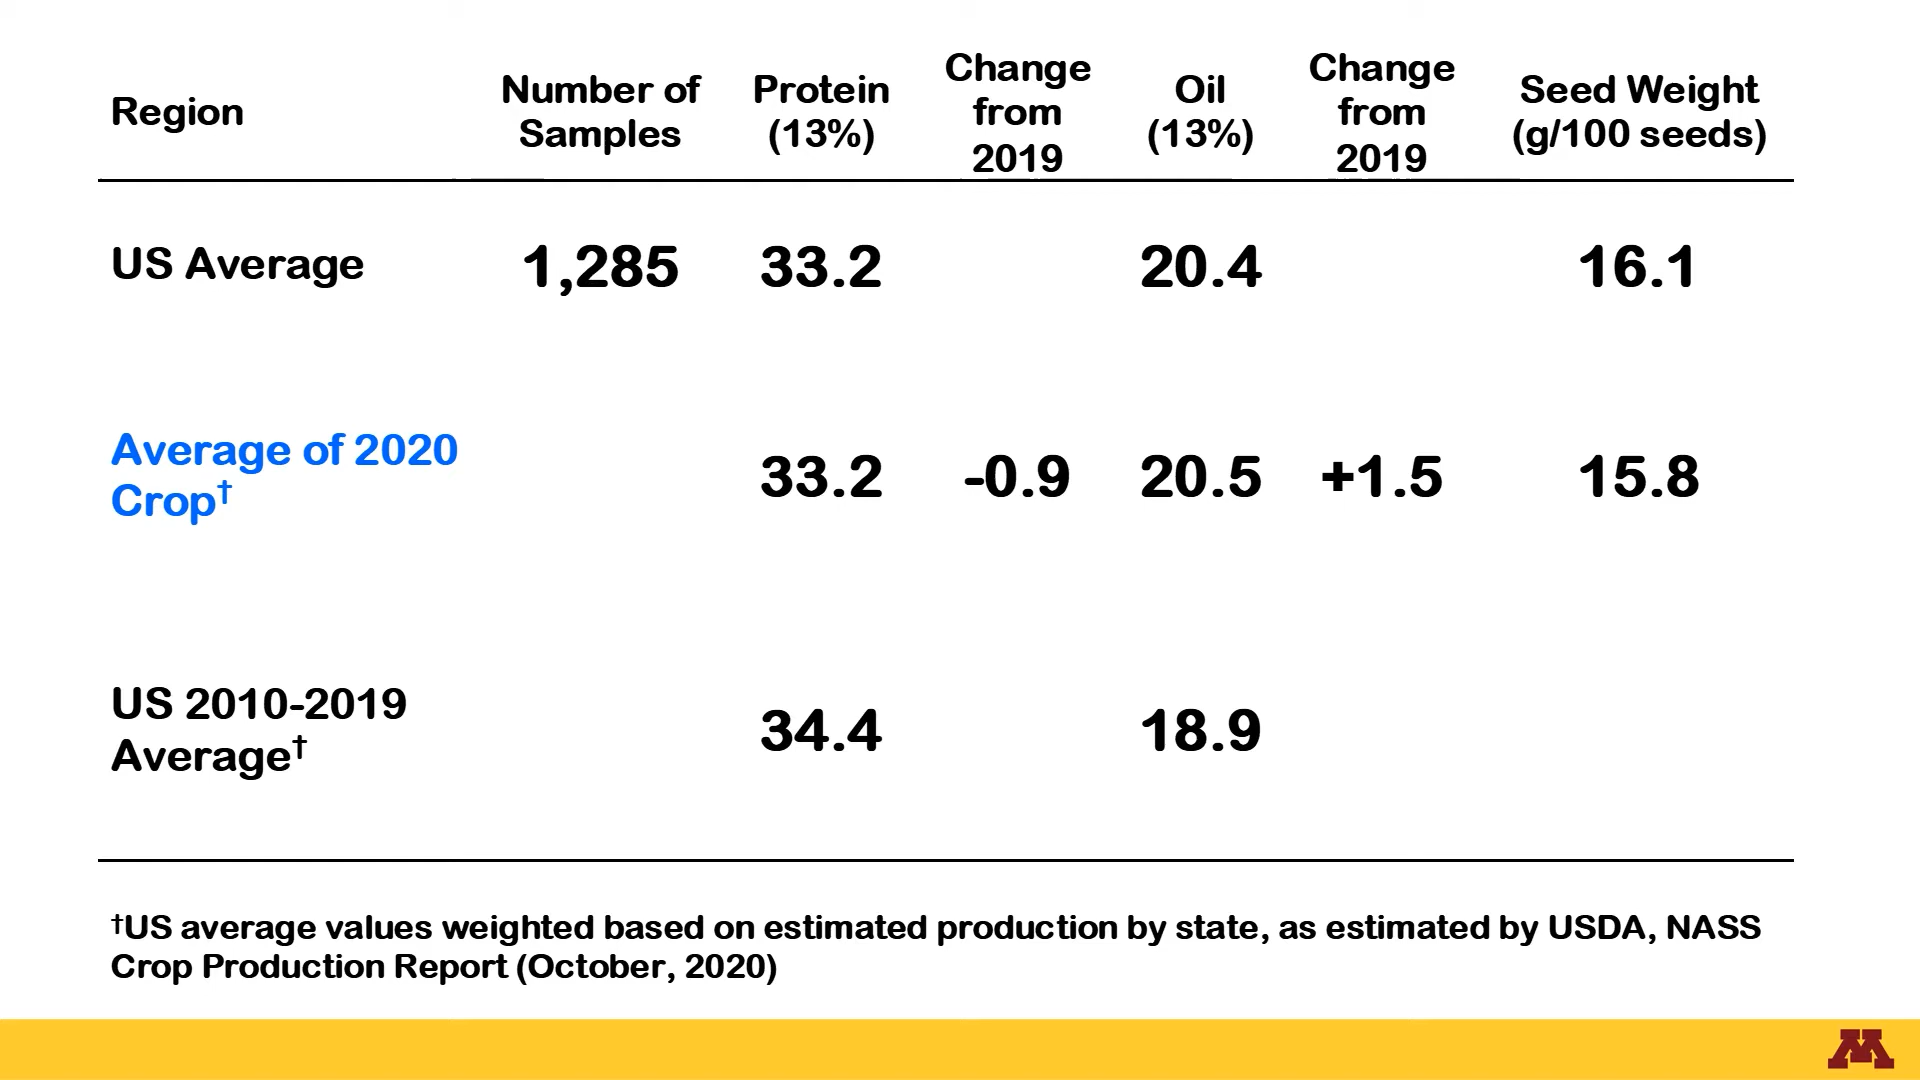 Region
Number of
Samples
Protein
(13%)
Change
from
2019
Oil
(13%)
Change
from
2019
Seed Weight
(g/100 seeds)
US Average 1,285 33.2 20.4 16.1
Average of 2020
Crop†
33.2 -0.9 20.5 +1.5 15.8
US 2010-2019
Average†
34.4 18.9
†US average values weighted based on estimated production by state, as estimated by USDA, NASS
Crop Production Report (October, 2020)
M